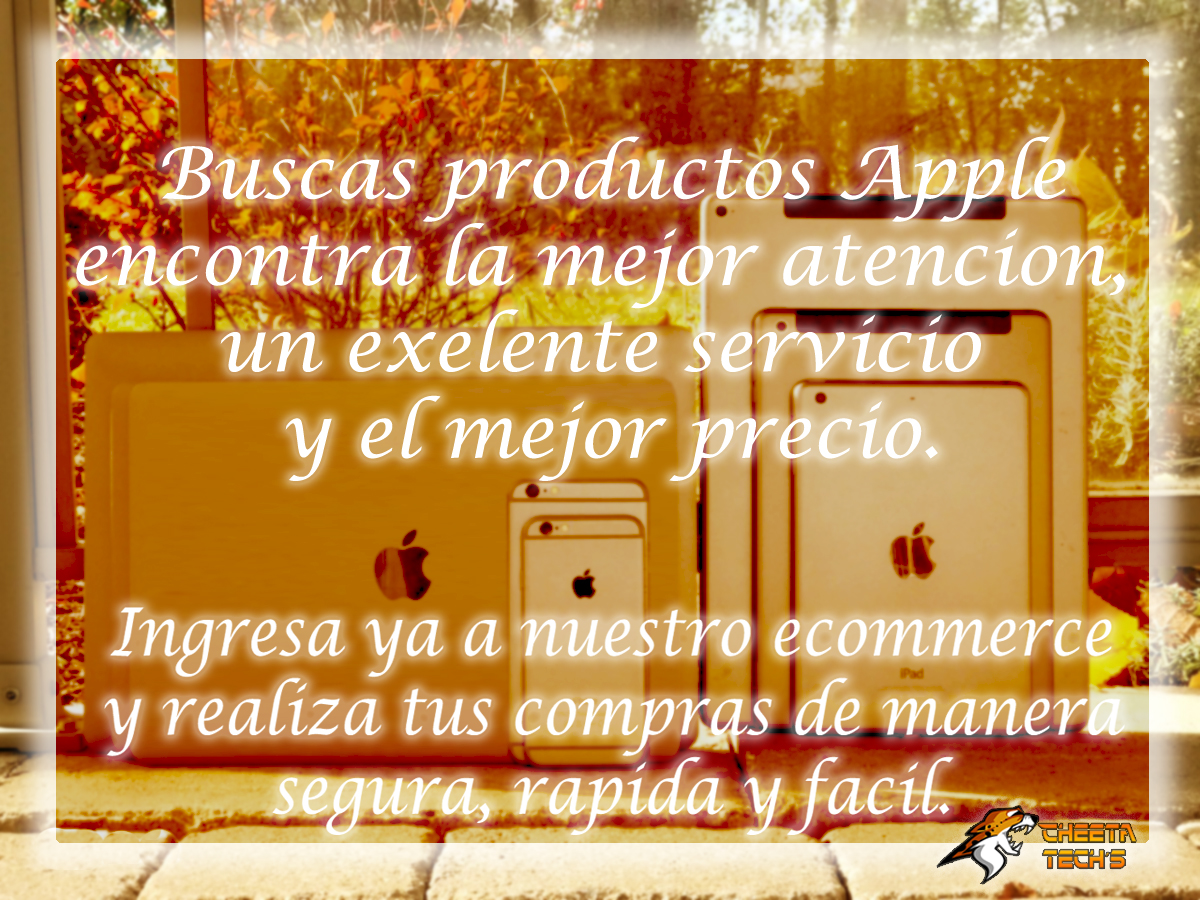 Buscas productos Apple
encontra la mejor atencion,
un exelente servicio
y el mejor precio.
iPad
Ingresa ya a nuestro ecommerce
y realiza tus compras de manera
segura, rapida y facil.
CHEETA
TECH'S